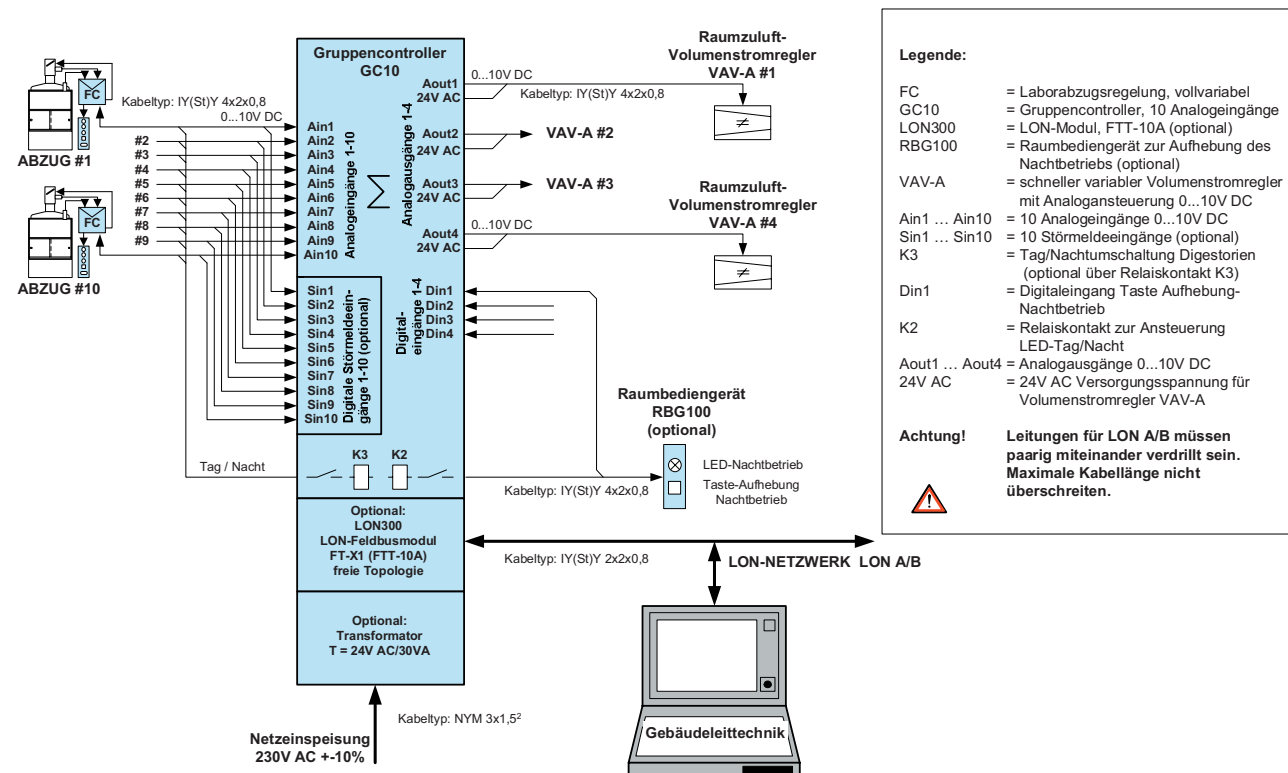 Gruppencontroller
GC10
FC
Kabeltyp: IY(St)Y 4x2x0,8
0...10V DC
ABZUG #1
#2
#3
#4
#5
#6
#7
#8
#9
FC
ABZUG #10
Ain1
Ain2
Ain3
Ain4
Ain5
Ain6
Ain7
Ain8
Ain9
Ain10
Analogeingänge 1-10
∑
Analogausgänge 1-4
Aout1
24V AC
Aout2
24V AC
Aout3
24V AC
Aout4
24V AC
0...10V DC
Kabeltyp: IY(St)Y 4x2x0,8
Raumzuluft-
Volumenstromregler
VAV-A #1
≠
VAV-A #2
VAV-A #3
0...10V DC
Raumzuluft-
Volumenstromregler
VAV-A #4
≠
Sin1
Sin2
Sin3
Sin4
Sin5
Sin6
Sin7
Sin8
Sin9
Sin10
Digitale Störmeldeein-
gänge 1-10 (optional)
Digital-
eingänge 1-4
Din1
Din2
Din3
Din4
Tag / Nacht
K3
K2
Kabeltyp: IY(St)Y 4x2x0,8
Raumbediengerät
RBG100
(optional)
LED-Nachtbetrieb
Taste-Aufhebung
Nachtbetrieb
Optional:
LON300
LON-Feldbusmodul
FT-X1 (FTT-10A)
freie Topologie
Kabeltyp: IY(St)Y 2x2x0,8
LON-NETZWERK LON A/B
Optional:
Transformator
T = 24V AC/30VA
Kabeltyp: NYM 3x1,5²
Netzeinspeisung
230V AC +-10%
Gebäudeleittechnik
Legende:
FC = Laborabzugsregelung, vollvariabel
GC10 = Gruppencontroller, 10 Analogeingänge
LON300 = LON-Modul, FTT-10A (optional)
RBG100 = Raumbediengerät zur Aufhebung des
Nachtbetriebs (optional)
VAV-A = schneller variabler Volumenstromregler
mit Analogansteuerung 0...10V DC
Ain1 ... Ain10 = 10 Analogeingänge 0...10V DC
Sin1 ... Sin10 = 10 Störmeldeeingänge (optional)
K3 = Tag/Nachtumschaltung Digestorien
(optional über Relaiskontakt K3)
Din1 = Digitaleingang Taste Aufhebung-
Nachtbetrieb
K2 = Relaiskontakt zur Ansteuerung
LED-Tag/Nacht
Aout1 ... Aout4 = Analogausgänge 0...10V DC
24V AC = 24V AC Versorgungsspannung für
Volumenstromregler VAV-A
Achtung! Leitungen für LON A/B müssen
paarig miteinander verdrillt sein.
Maximale Kabellänge nicht
überschreiten.
!